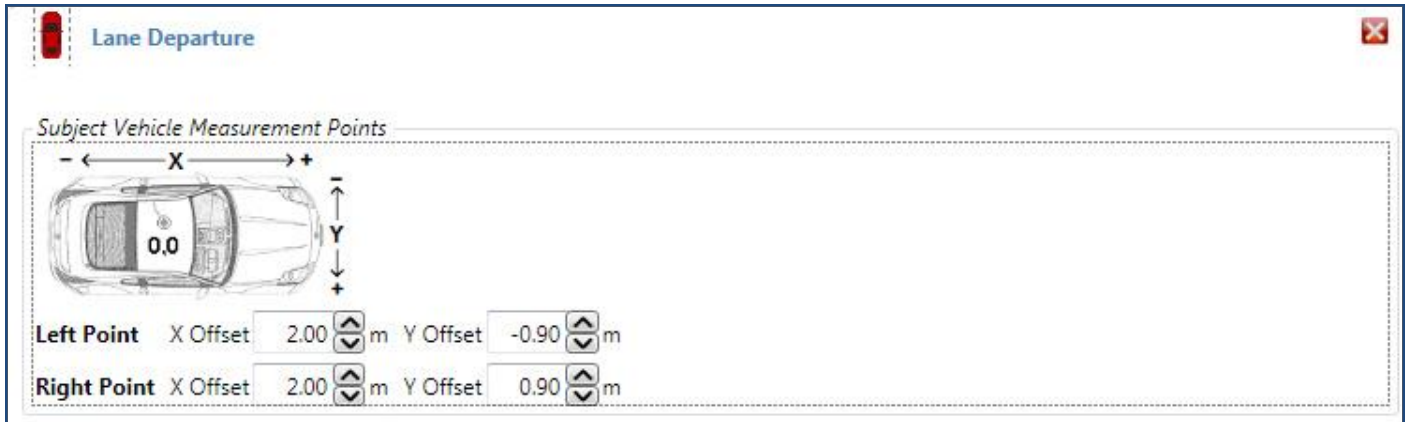 Lane Departure
Subject Vehicle Measurement Points
- X +
-
0,0
Y
+
Left Point X Offset 2.00 m Y Offset -0.90 m
Right Point X Offset 2.00 m Y Offset 0.90 m